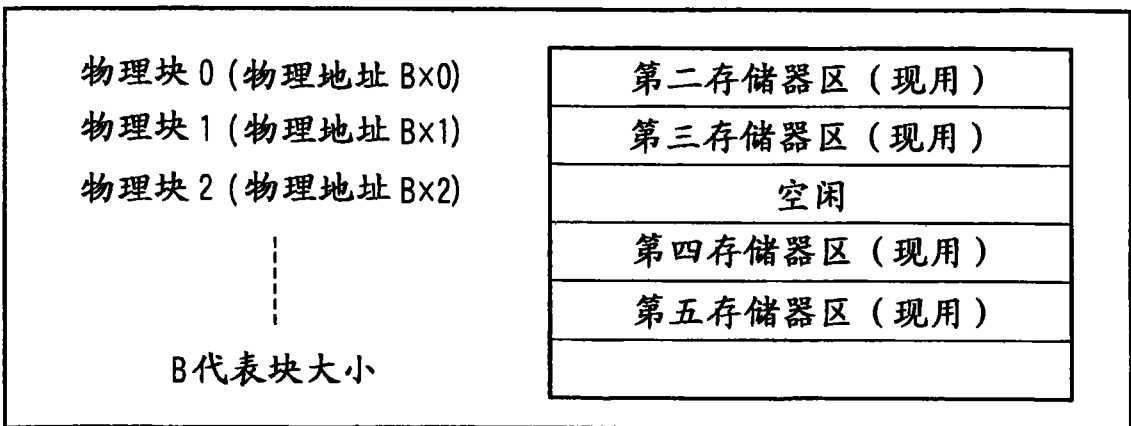 物理块 0 (物理地址 B×0) 第二存储器区 (现用)
物理块 1 (物理地址 B×1) 第三存储器区 (现用)
物理块 2 (物理地址 B×2) 空闲
第四存储器区 (现用)
第五存储器区 (现用)
B代表块大小